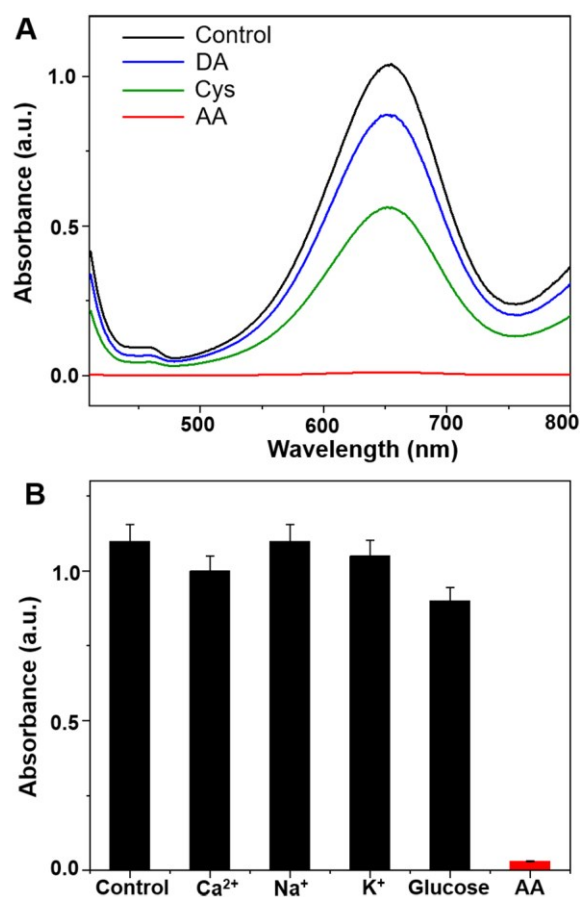 A
Control
DA
Cys
AA
1.0
0.5
0.0
Absorbance (a.u.)
500 600 700 800
Wavelength (nm)
B
1.0
0.5
0.0
Absorbance (a.u.)
Control Ca²⁺ Na⁺ K⁺ Glucose AA